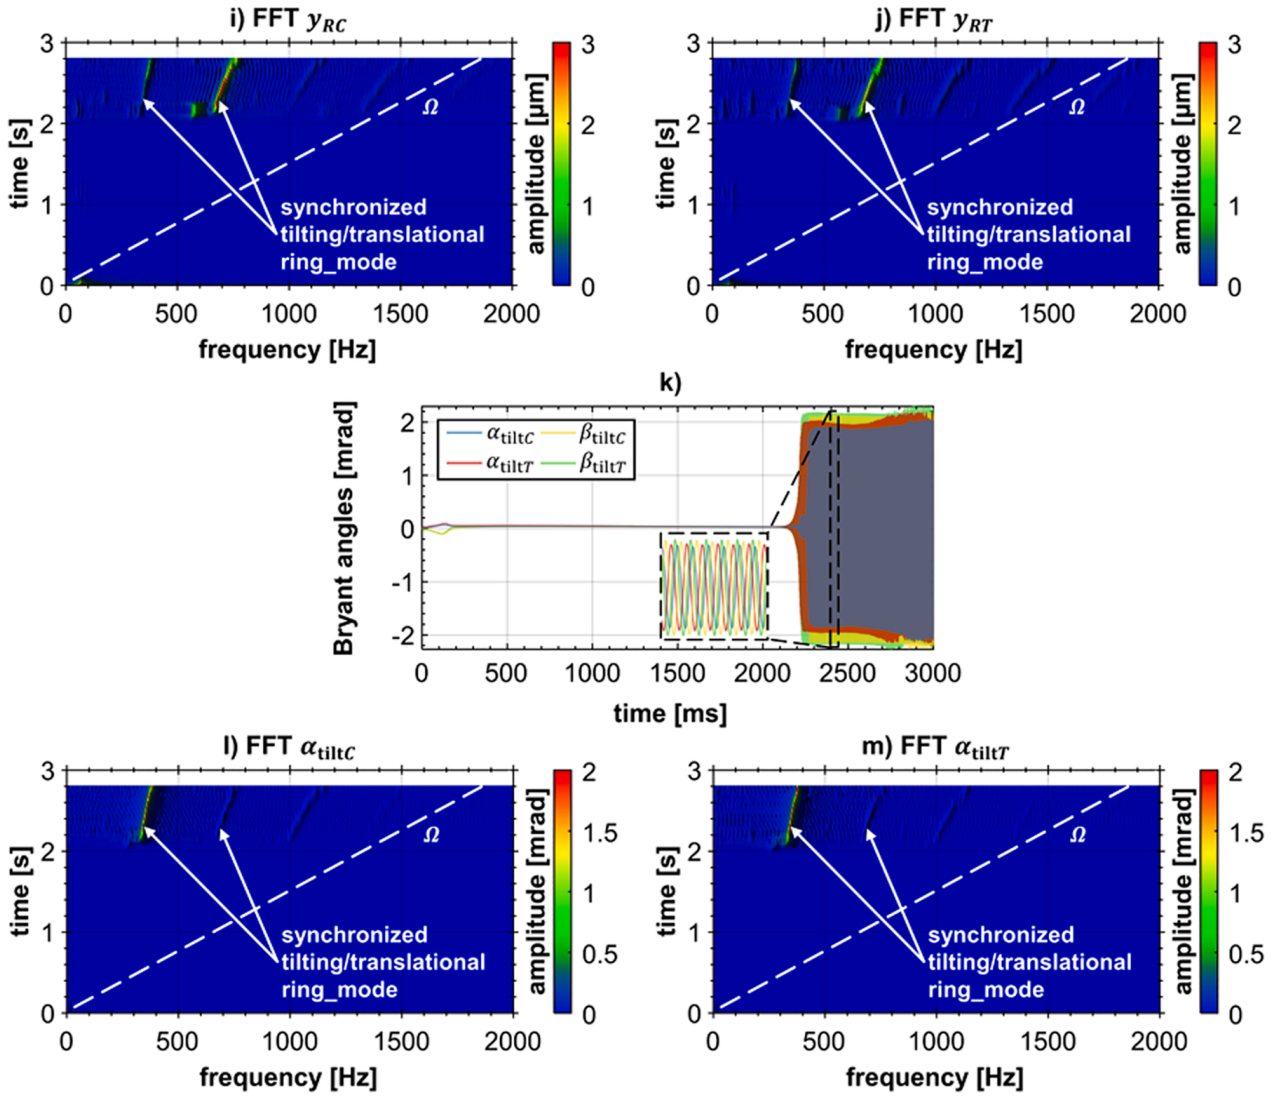 i) FFT y_RC
j) FFT y_RT
3
2
1
0
time [s]
Ω
synchronized
tilting/translational
ring_mode
0 500 1000 1500 2000
frequency [Hz]
3
2
1
0
amplitude [μm]
3
2
1
0
time [s]
Ω
synchronized
tilting/translational
ring_mode
0 500 1000 1500 2000
frequency [Hz]
3
2
1
0
amplitude [μm]
k)
Bryant angles [mrad]
2
1
0
-1
-2
α_tiltC β_tiltC
α_tiltT β_tiltT
0 500 1000 1500 2000 2500 3000
time [ms]
l) FFT α_tiltC
m) FFT α_tiltT
3
2
1
0
time [s]
Ω
synchronized
tilting/translational
ring_mode
0 500 1000 1500 2000
frequency [Hz]
2
1.5
1
0.5
0
amplitude [mrad]
3
2
1
0
time [s]
Ω
synchronized
tilting/translational
ring_mode
0 500 1000 1500 2000
frequency [Hz]
2
1.5
1
0.5
0
amplitude [mrad]